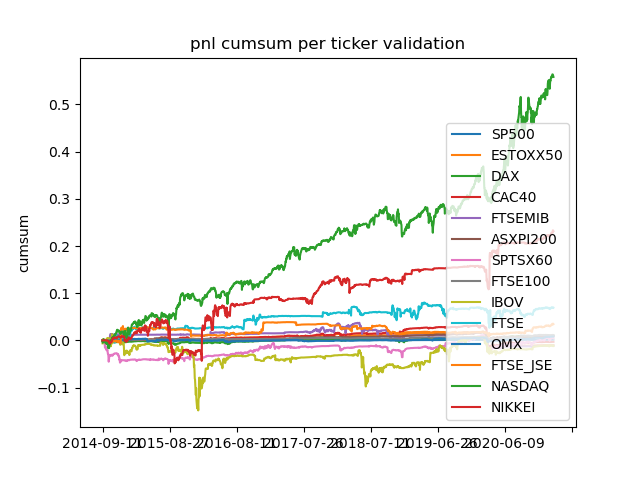 pnl cumsum per ticker validation
0.5
0.4
0.3
0.2
0.1
0.0
−0.1
cumsum
SP500
ESTOXX50
DAX
CAC40
FTSEMIB
ASXPI200
SPTSX60
FTSE100
IBOV
FTSE
OMX
FTSE_JSE
NASDAQ
NIKKEI
2014-09-11 2015-08-27 2016-08-11 2017-07-26 2018-07-11 2019-06-26 2020-06-09